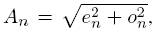 $A_n = \sqrt{e_n^2 + o_n^2},$